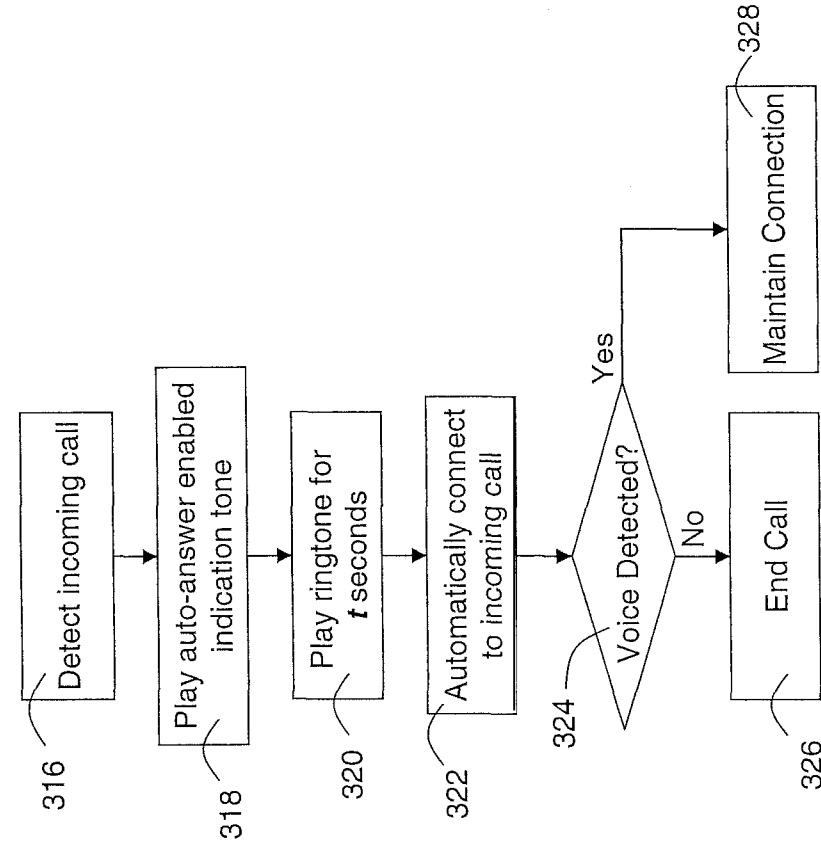 316
Detect incoming call
318
Play auto-answer enabled
indication tone
320
Play ringtone for
t seconds
322
Automatically connect
to incoming call
324
Voice Detected?
Yes
No
326
End Call
328
Maintain Connection